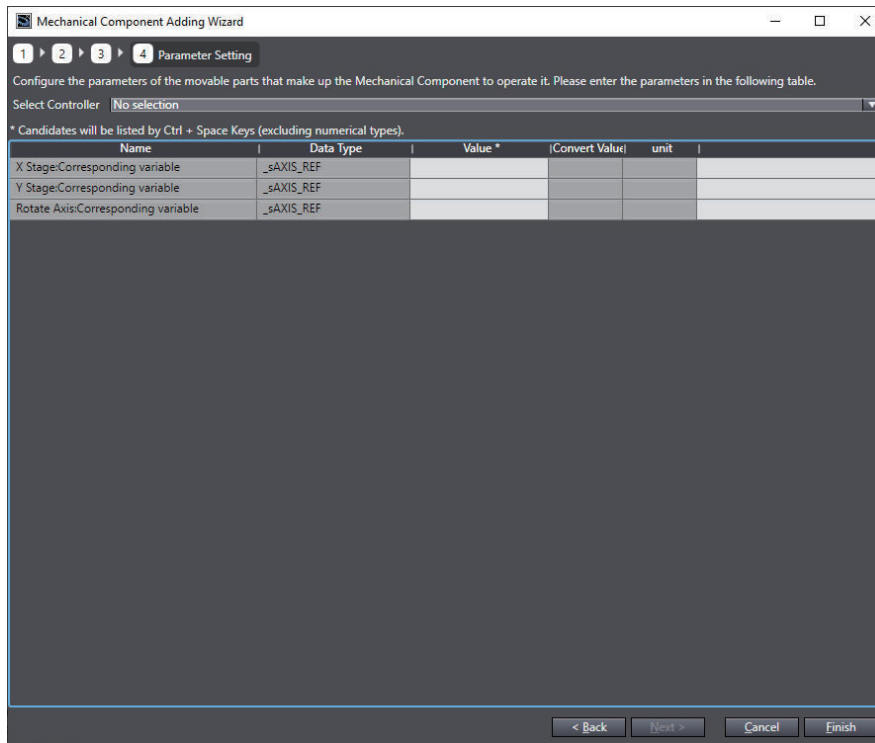 Mechanical Component Adding Wizard
1 2 3 4 Parameter Setting
Configure the parameters of the movable parts that make up the Mechanical Component to operate it. Please enter the parameters in the following table.
Select Controller No selection
* Candidates will be listed by Ctrl + Space Keys (excluding numerical types).
Name Data Type Value * Convert Value unit
X Stage:Corresponding variable _sAXIS_REF
Y Stage:Corresponding variable _sAXIS_REF
Rotate Axis:Corresponding variable _sAXIS_REF
< Back Next > Cancel Finish